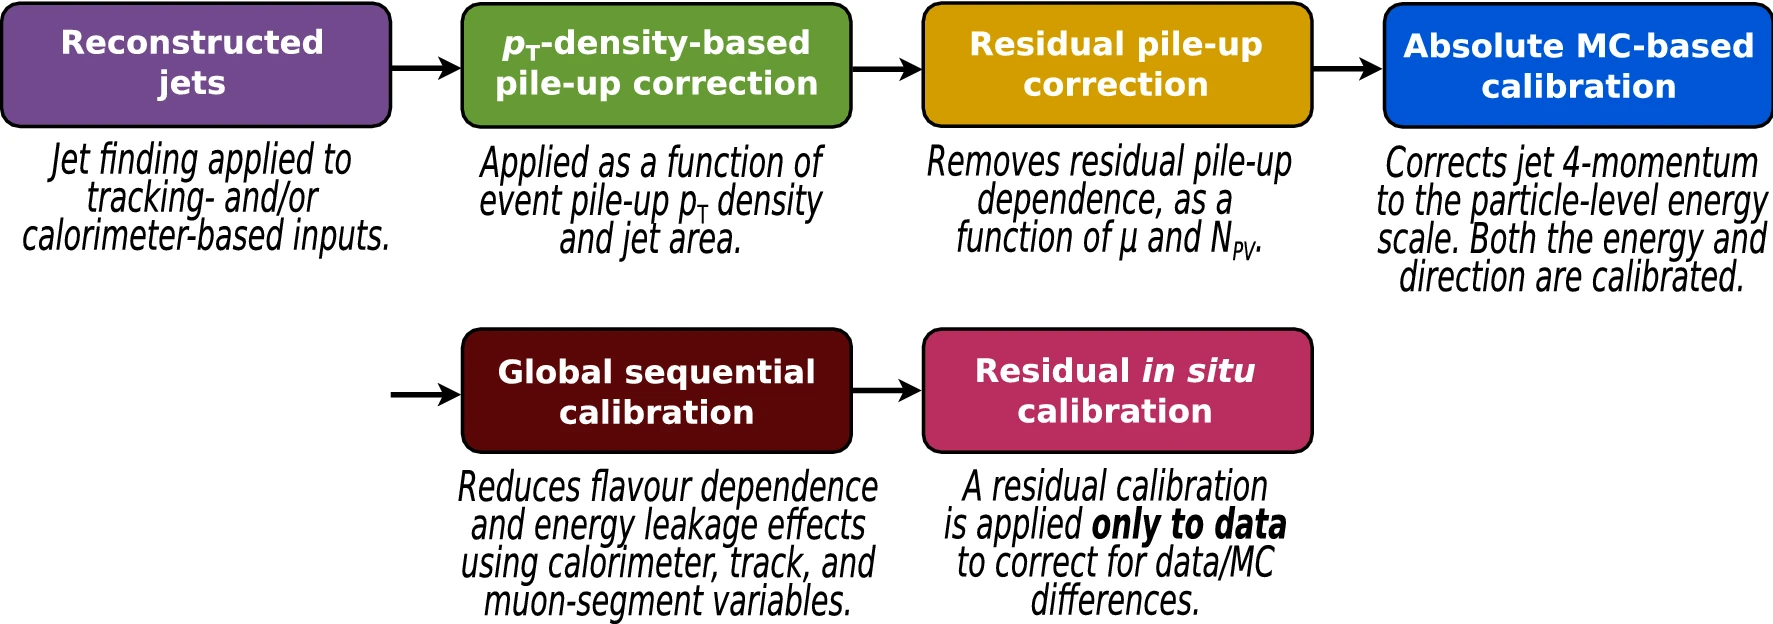 Reconstructed
jets
Jet finding applied to
tracking- and/or
calorimeter-based inputs.
pT-density-based
pile-up correction
Applied as a function of
event pile-up pT density
and jet area.
Residual pile-up
correction
Removes residual pile-up
dependence, as a
function of µ and NPV.
Absolute MC-based
calibration
Corrects jet 4-momentum
to the particle-level energy
scale. Both the energy and
direction are calibrated.
Global sequential
calibration
Reduces flavour dependence
and energy leakage effects
using calorimeter, track, and
muon-segment variables.
Residual in situ
calibration
A residual calibration
is applied only to data
to correct for data/MC
differences.